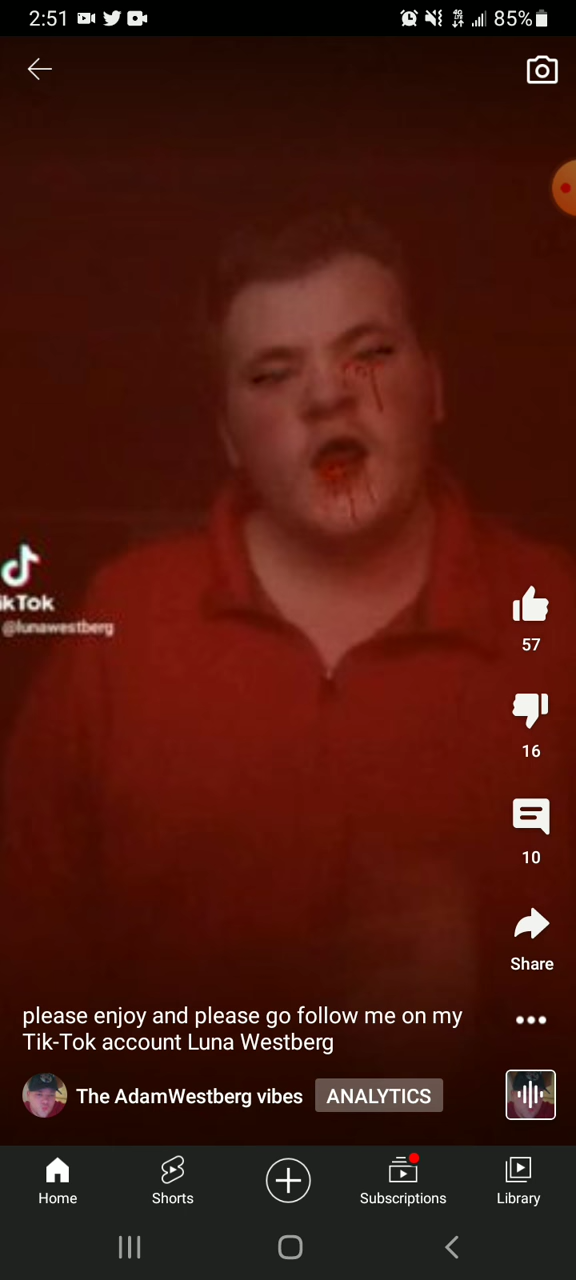 2:51
85%
ikTok
@lunawestberg
57
16
10
Share
please enjoy and please go follow me on my
Tik-Tok account Luna Westberg
The AdamWestberg vibes ANALYTICS
Home Shorts Subscriptions Library